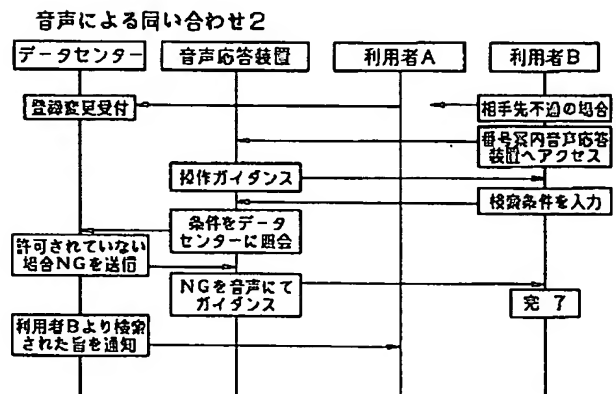 音声による問い合わせ2
データセンター 音声応答装置 利用者A 利用者B
登録変更受付
相手先不通の場合
番号案内音声応答
装置へアクセス
操作ガイダンス
検索条件を入力
条件をデータ
センターに照会
許可されていない
場合NGを送信
NGを音声にて
ガイダンス
完了
利用者Bより検索
された旨を通知